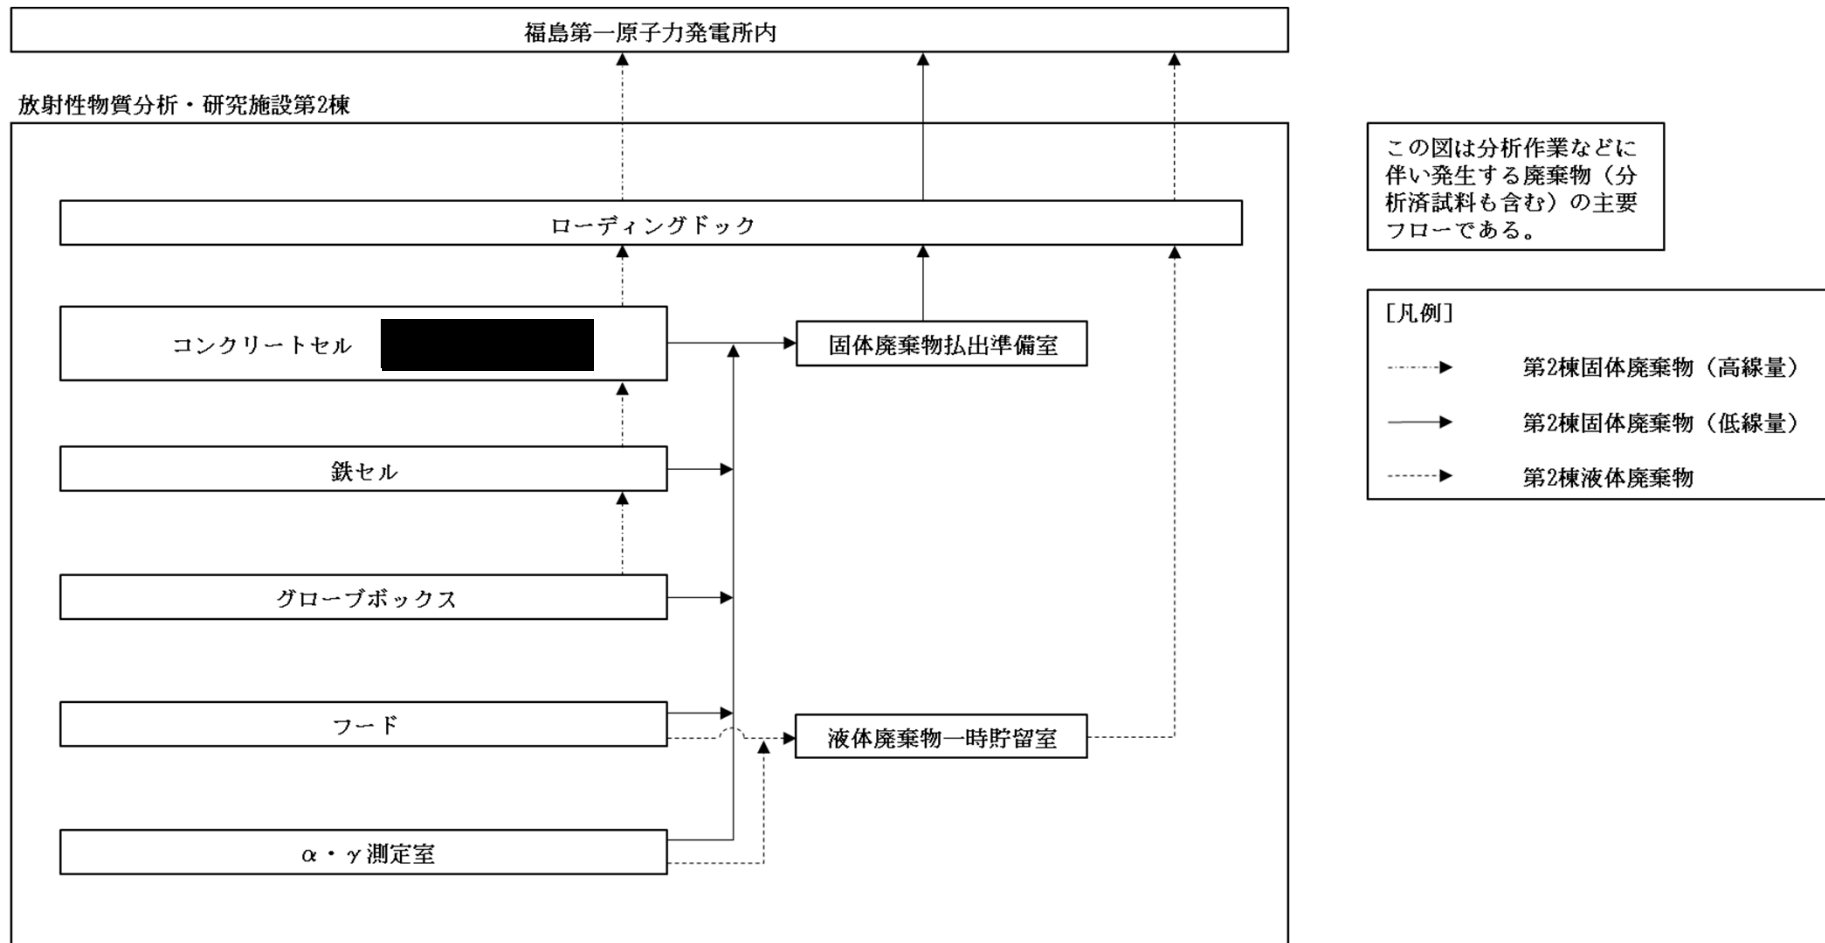 福島第一原子力発電所内
放射性物質分析・研究施設第2棟
この図は分析作業などに
伴い発生する廃棄物（分
析済試料も含む）の主要
フローである。
ローディングドック
[凡例]
コンクリートセル
固体廃棄物払出準備室
第2棟固体廃棄物（高線量）
第2棟固体廃棄物（低線量）
第2棟液体廃棄物
鉄セル
グローブボックス
フード
液体廃棄物一時貯留室
α・γ測定室